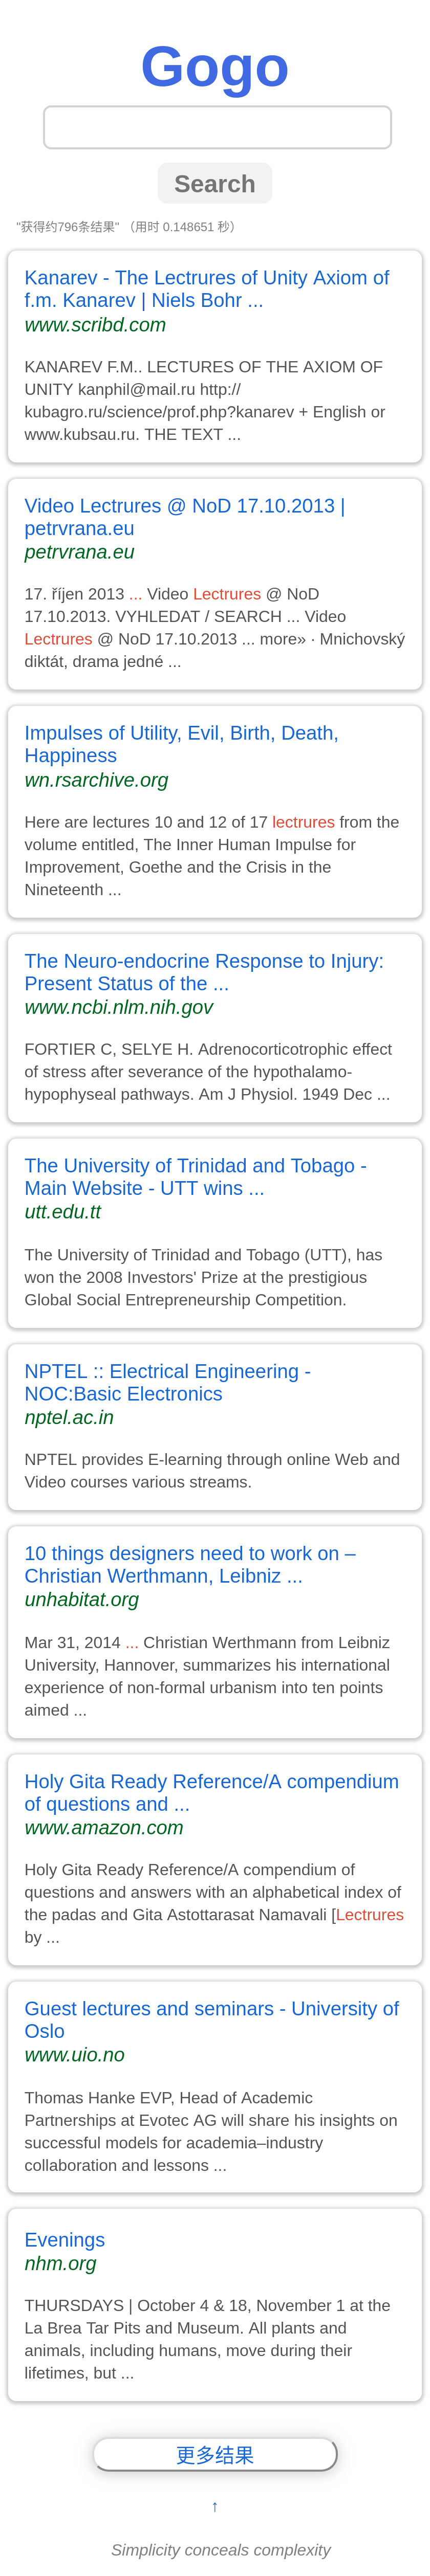 Gogo
Search
"获得约796条结果" （用时 0.148651 秒）
Kanarev - The Lectrures of Unity Axiom of
f.m. Kanarev | Niels Bohr ...
www.scribd.com
KANAREV F.M.. LECTURES OF THE AXIOM OF
UNITY kanphil@mail.ru http://
kubagro.ru/science/prof.php?kanarev + English or
www.kubsau.ru. THE TEXT ...
Video Lectrures @ NoD 17.10.2013 |
petrvrana.eu
petrvrana.eu
17. říjen 2013 ... Video Lectrures @ NoD
17.10.2013. VYHLEDAT / SEARCH ... Video
Lectrures @ NoD 17.10.2013 ... more» · Mnichovský
diktát, drama jedné ...
Impulses of Utility, Evil, Birth, Death,
Happiness
wn.rsarchive.org
Here are lectures 10 and 12 of 17 lectrures from the
volume entitled, The Inner Human Impulse for
Improvement, Goethe and the Crisis in the
Nineteenth ...
The Neuro-endocrine Response to Injury:
Present Status of the ...
www.ncbi.nlm.nih.gov
FORTIER C, SELYE H. Adrenocorticotrophic effect
of stress after severance of the hypothalamo-
hypophyseal pathways. Am J Physiol. 1949 Dec ...
The University of Trinidad and Tobago -
Main Website - UTT wins ...
utt.edu.tt
The University of Trinidad and Tobago (UTT), has
won the 2008 Investors' Prize at the prestigious
Global Social Entrepreneurship Competition.
NPTEL :: Electrical Engineering -
NOC:Basic Electronics
nptel.ac.in
NPTEL provides E-learning through online Web and
Video courses various streams.
10 things designers need to work on –
Christian Werthmann, Leibniz ...
unhabitat.org
Mar 31, 2014 ... Christian Werthmann from Leibniz
University, Hannover, summarizes his international
experience of non-formal urbanism into ten points
aimed ...
Holy Gita Ready Reference/A compendium
of questions and ...
www.amazon.com
Holy Gita Ready Reference/A compendium of
questions and answers with an alphabetical index of
the padas and Gita Astottarasat Namavali [Lectrures
by ...
Guest lectures and seminars - University of
Oslo
www.uio.no
Thomas Hanke EVP, Head of Academic
Partnerships at Evotec AG will share his insights on
successful models for academia–industry
collaboration and lessons ...
Evenings
nhm.org
THURSDAYS | October 4 & 18, November 1 at the
La Brea Tar Pits and Museum. All plants and
animals, including humans, move during their
lifetimes, but ...
更多结果
↑
Simplicity conceals complexity